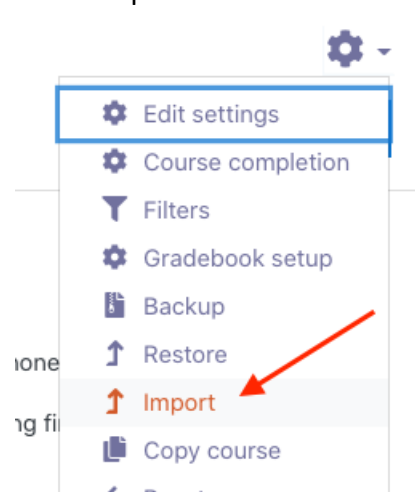 Edit settings
Course completion
Filters
Gradebook setup
Backup
Restore
Import
Copy course